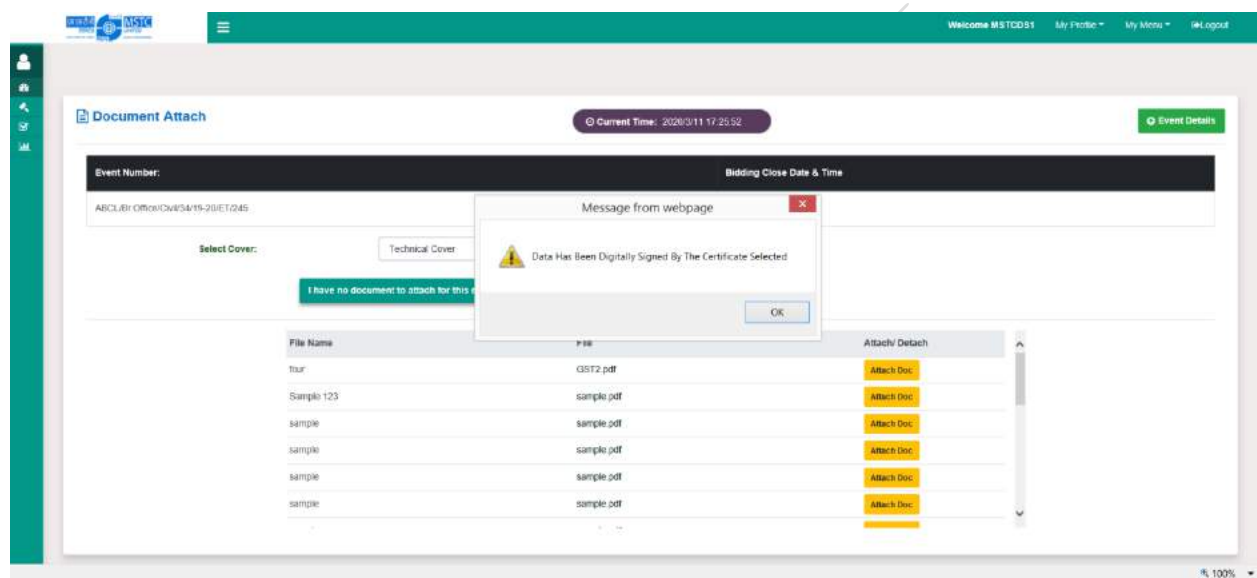 MSTC
Welcome MSTCDS1 My Profile My Menu Logout
Document Attach
Current Time: 2020/3/11 17:25:52
Event Details
Event Number: Bidding Close Date & Time
ABCL/Br Office/Civil/34/19-20/ET/245
Message from webpage
Data Has Been Digitally Signed By The Certificate Selected
OK
Select Cover: Technical Cover
I have no document to attach for this
File Name File Attach/ Detach
four GST2.pdf Attach Doc
Sample 123 sample.pdf Attach Doc
sample sample.pdf Attach Doc
sample sample.pdf Attach Doc
sample sample.pdf Attach Doc
sample sample.pdf Attach Doc
100%